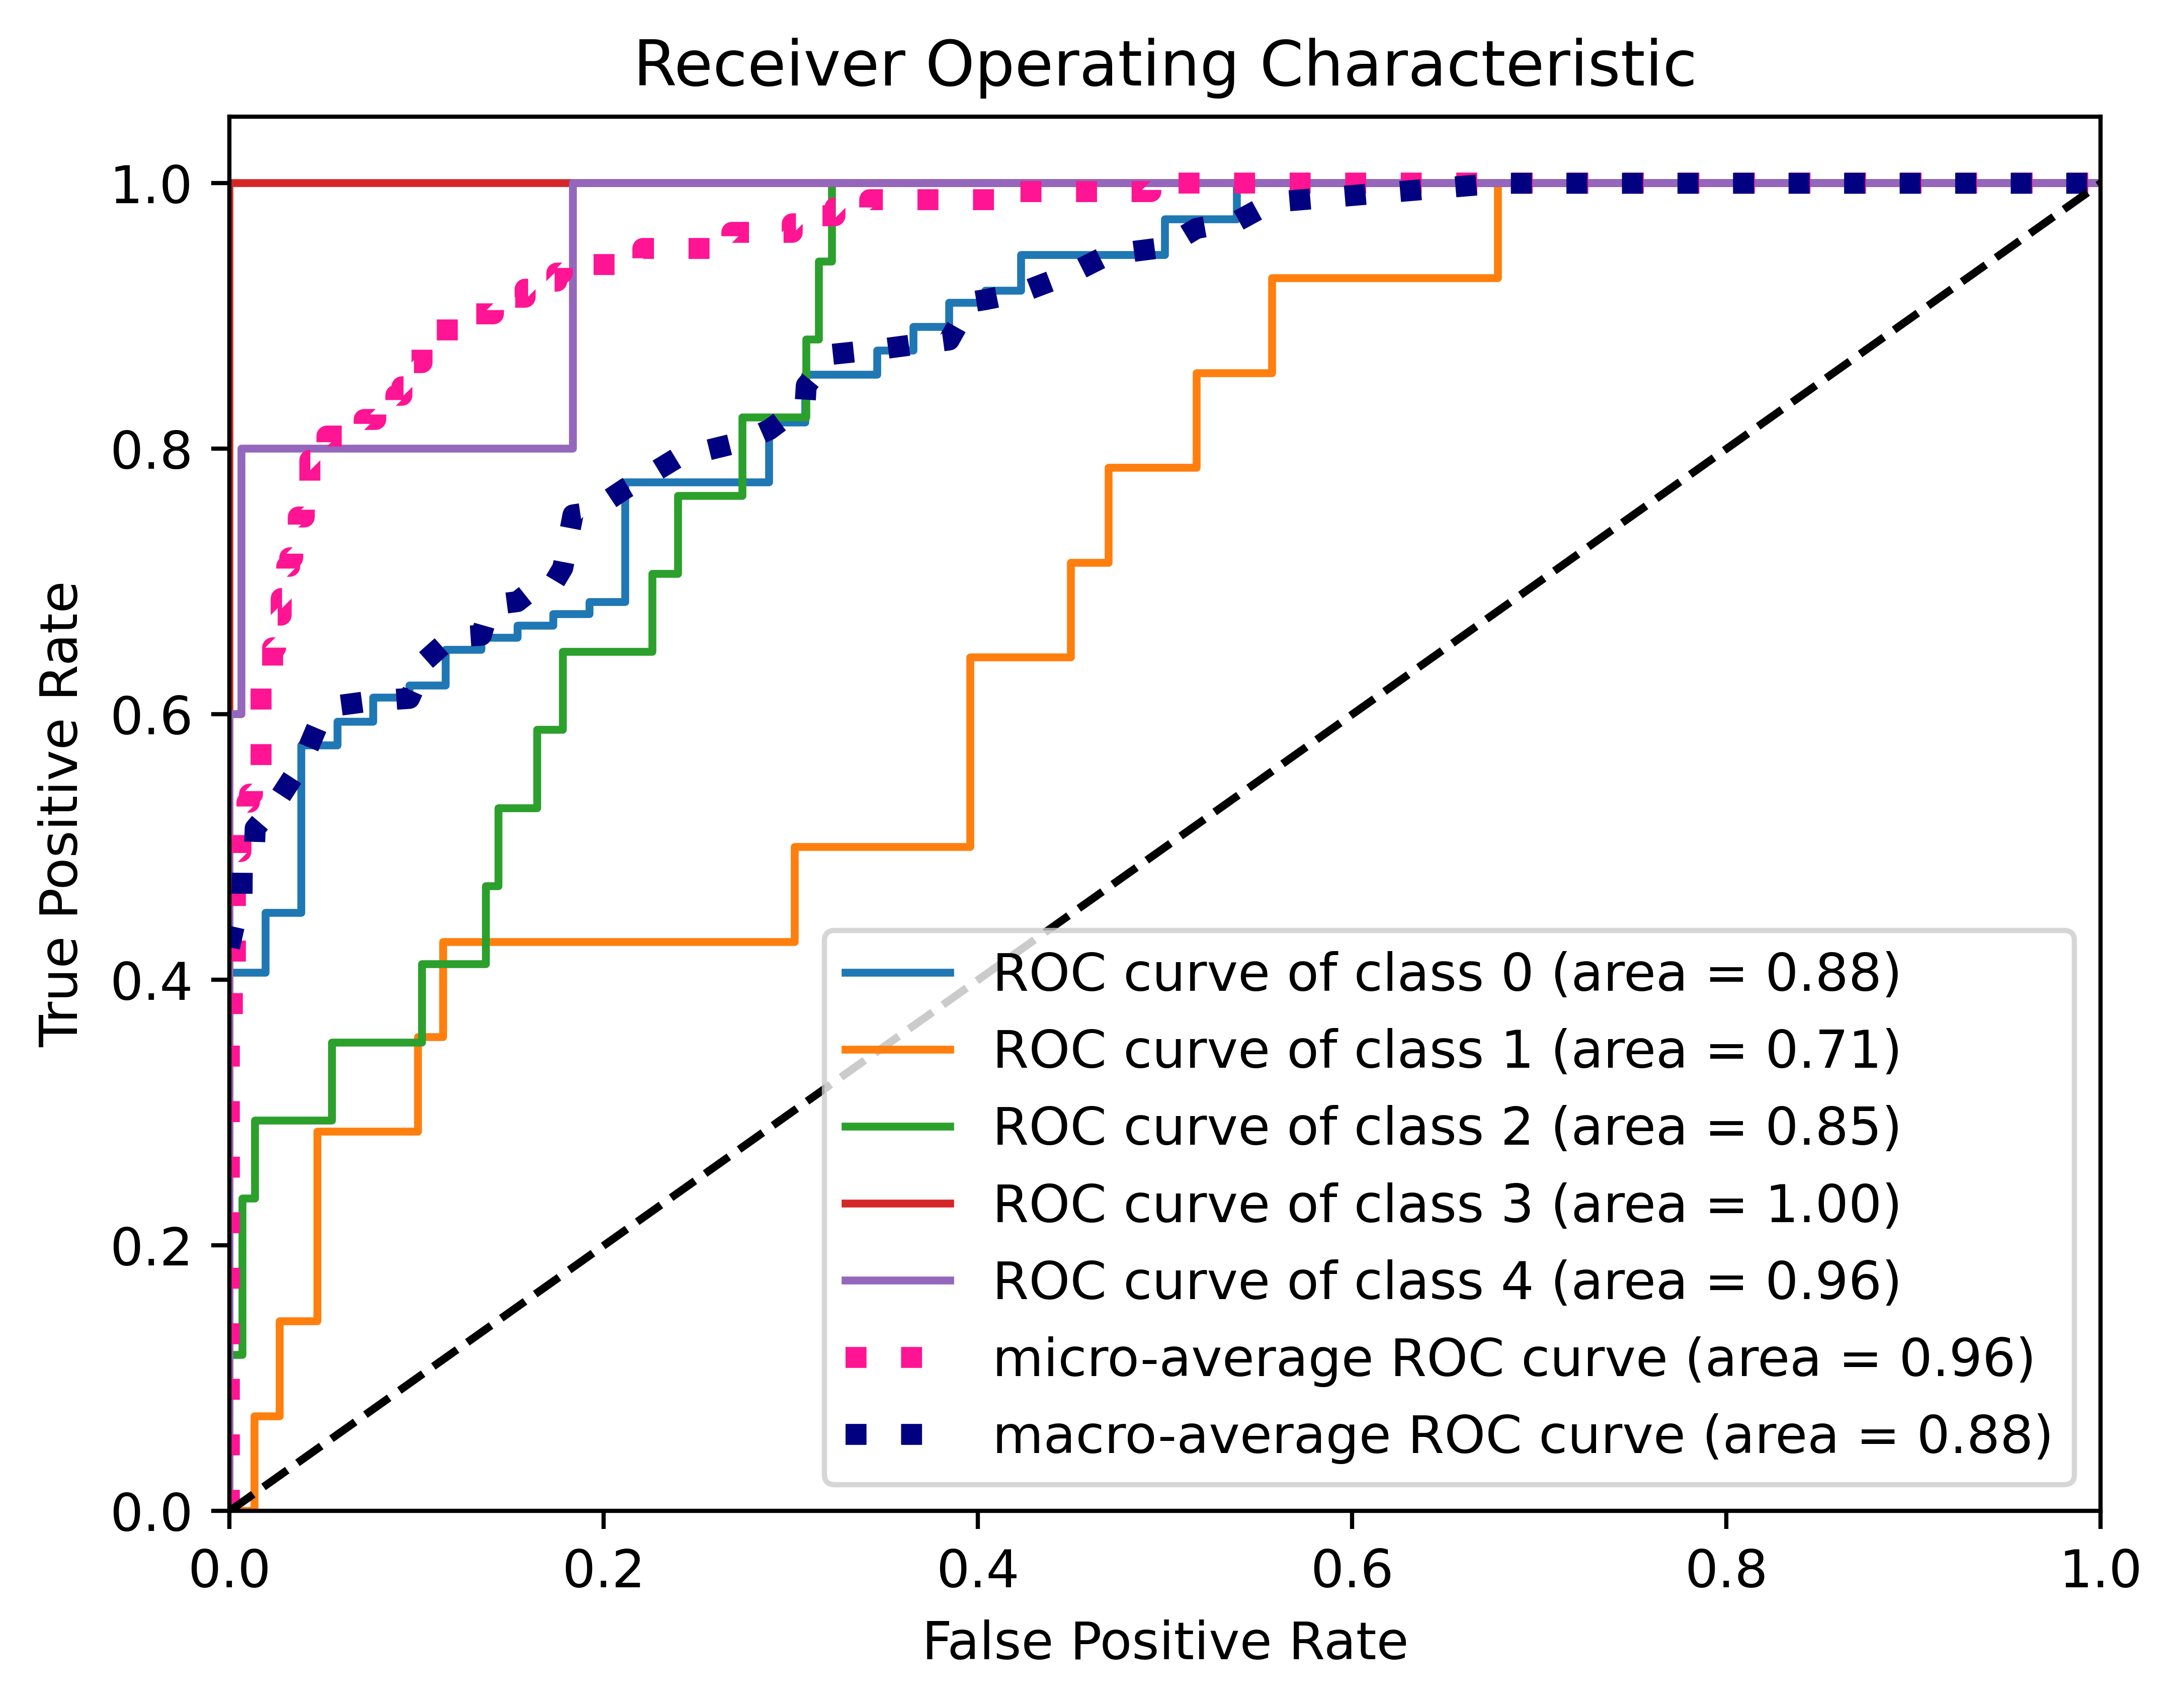 Receiver Operating Characteristic
1.0
0.8
0.6
0.4
0.2
0.0
True Positive Rate
ROC curve of class 0 (area = 0.88)
ROC curve of class 1 (area = 0.71)
ROC curve of class 2 (area = 0.85)
ROC curve of class 3 (area = 1.00)
ROC curve of class 4 (area = 0.96)
micro-average ROC curve (area = 0.96)
macro-average ROC curve (area = 0.88)
0.0 0.2 0.4 0.6 0.8 1.0
False Positive Rate